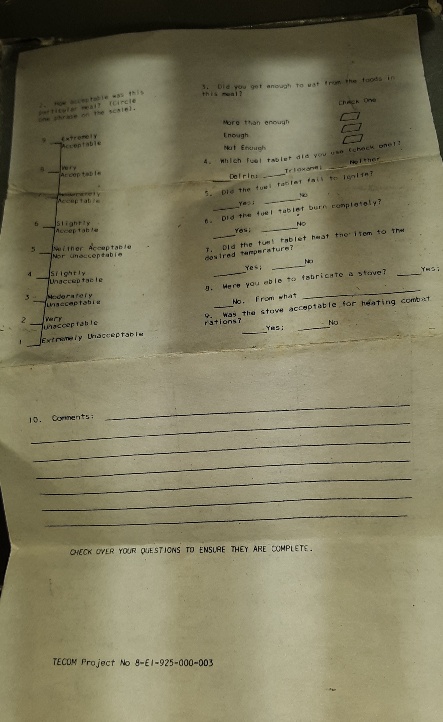 2. How acceptable was this
particular meal? (Circle
one phrase on the scale).
9 Extremely
Acceptable
8 Very
Acceptable
Moderately
Acceptable
6 Slightly
Acceptable
5 Neither Acceptable
Nor Unacceptable
4 Slightly
Unacceptable
3 Moderately
Unacceptable
2 Very
Unacceptable
1 Extremely Unacceptable
3. Did you get enough to eat from the foods in
this meal?
Check One
More than enough
Enough
Not Enough
4. Which fuel tablet did you use (check one)?
Delrin; Trioxane; Neither
5. Did the fuel tablet fail to ignite?
Yes; No
6. Did the fuel tablet burn completely?
Yes; No
7. Did the fuel tablet heat the item to the
desired temperature?
Yes; No
8. Were you able to fabricate a stove? Yes;
No. From what
9. Was the stove acceptable for heating combat
rations?
Yes; No
10. Comments:
CHECK OVER YOUR QUESTIONS TO ENSURE THEY ARE COMPLETE.
TECOM Project No 8-EI-925-000-003